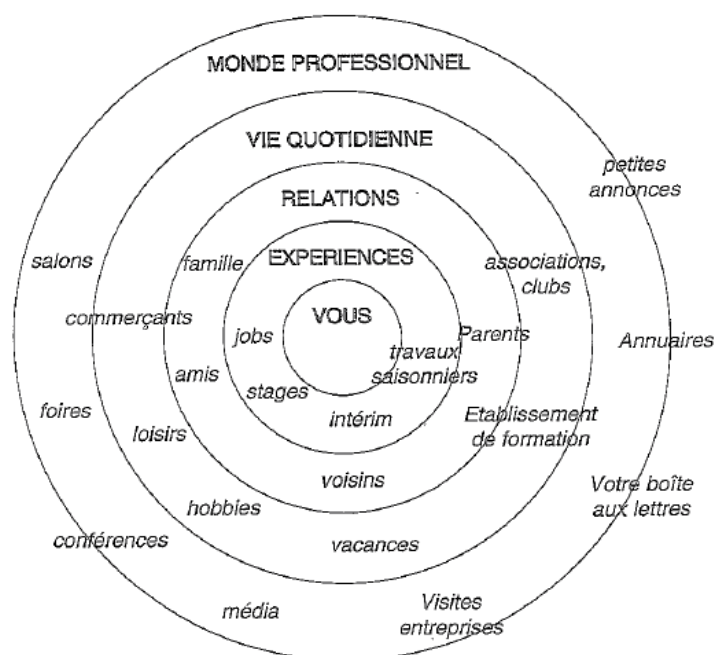 MONDE PROFESSIONNEL
VIE QUOTIDIENNE
petites
annonces
RELATIONS
salons
famille
EXPERIENCES
associations,
clubs
commerçants
VOUS
jobs
Parents
Annuaires
travaux
saisonniers
amis
stages
foires
intérim
Etablissement
de formation
loisirs
voisins
Votre boîte
aux lettres
hobbies
conférences
vacances
média
Visites
entreprises